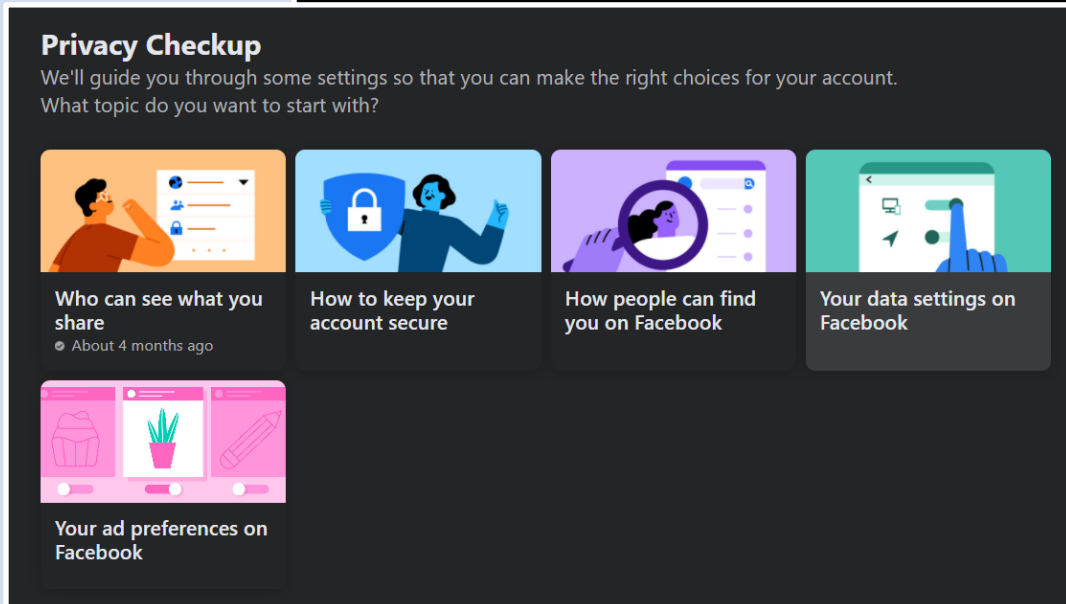 Privacy Checkup
We'll guide you through some settings so that you can make the right choices for your account.
What topic do you want to start with?
Who can see what you
share
About 4 months ago
How to keep your
account secure
How people can find
you on Facebook
Your data settings on
Facebook
Your ad preferences on
Facebook